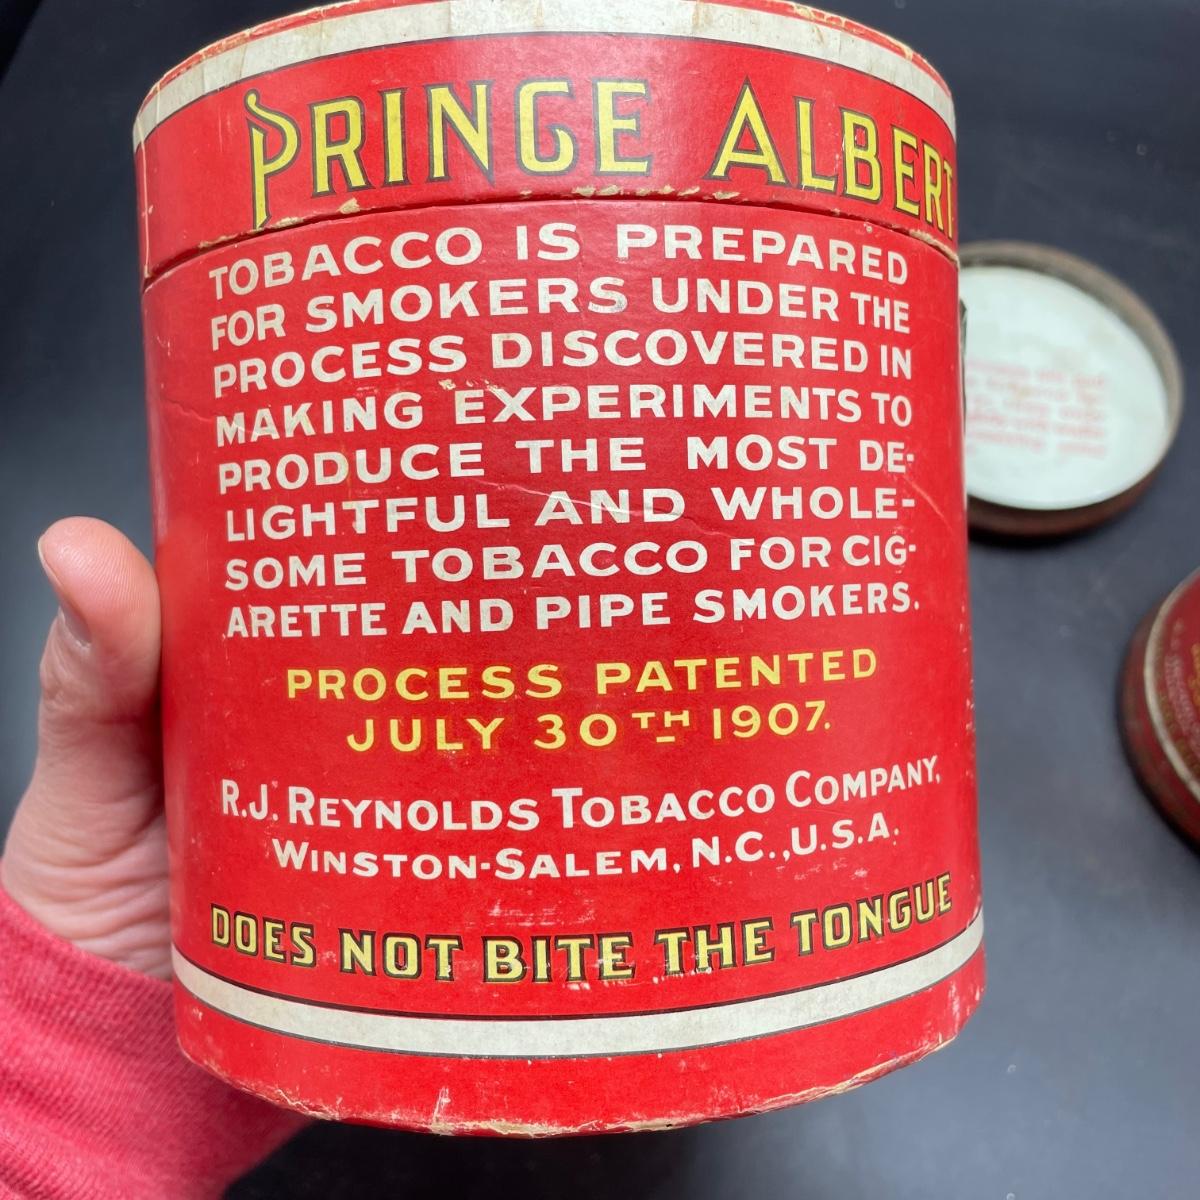 PRINCE ALBERT
TOBACCO IS PREPARED
FOR SMOKERS UNDER THE
PROCESS DISCOVERED IN
MAKING EXPERIMENTS TO
PRODUCE THE MOST DE-
LIGHTFUL AND WHOLE-
SOME TOBACCO FOR CIG-
ARETTE AND PIPE SMOKERS.
PROCESS PATENTED
JULY 30TH 1907.
R.J. REYNOLDS TOBACCO COMPANY,
WINSTON-SALEM, N.C.,U.S.A.
DOES NOT BITE THE TONGUE